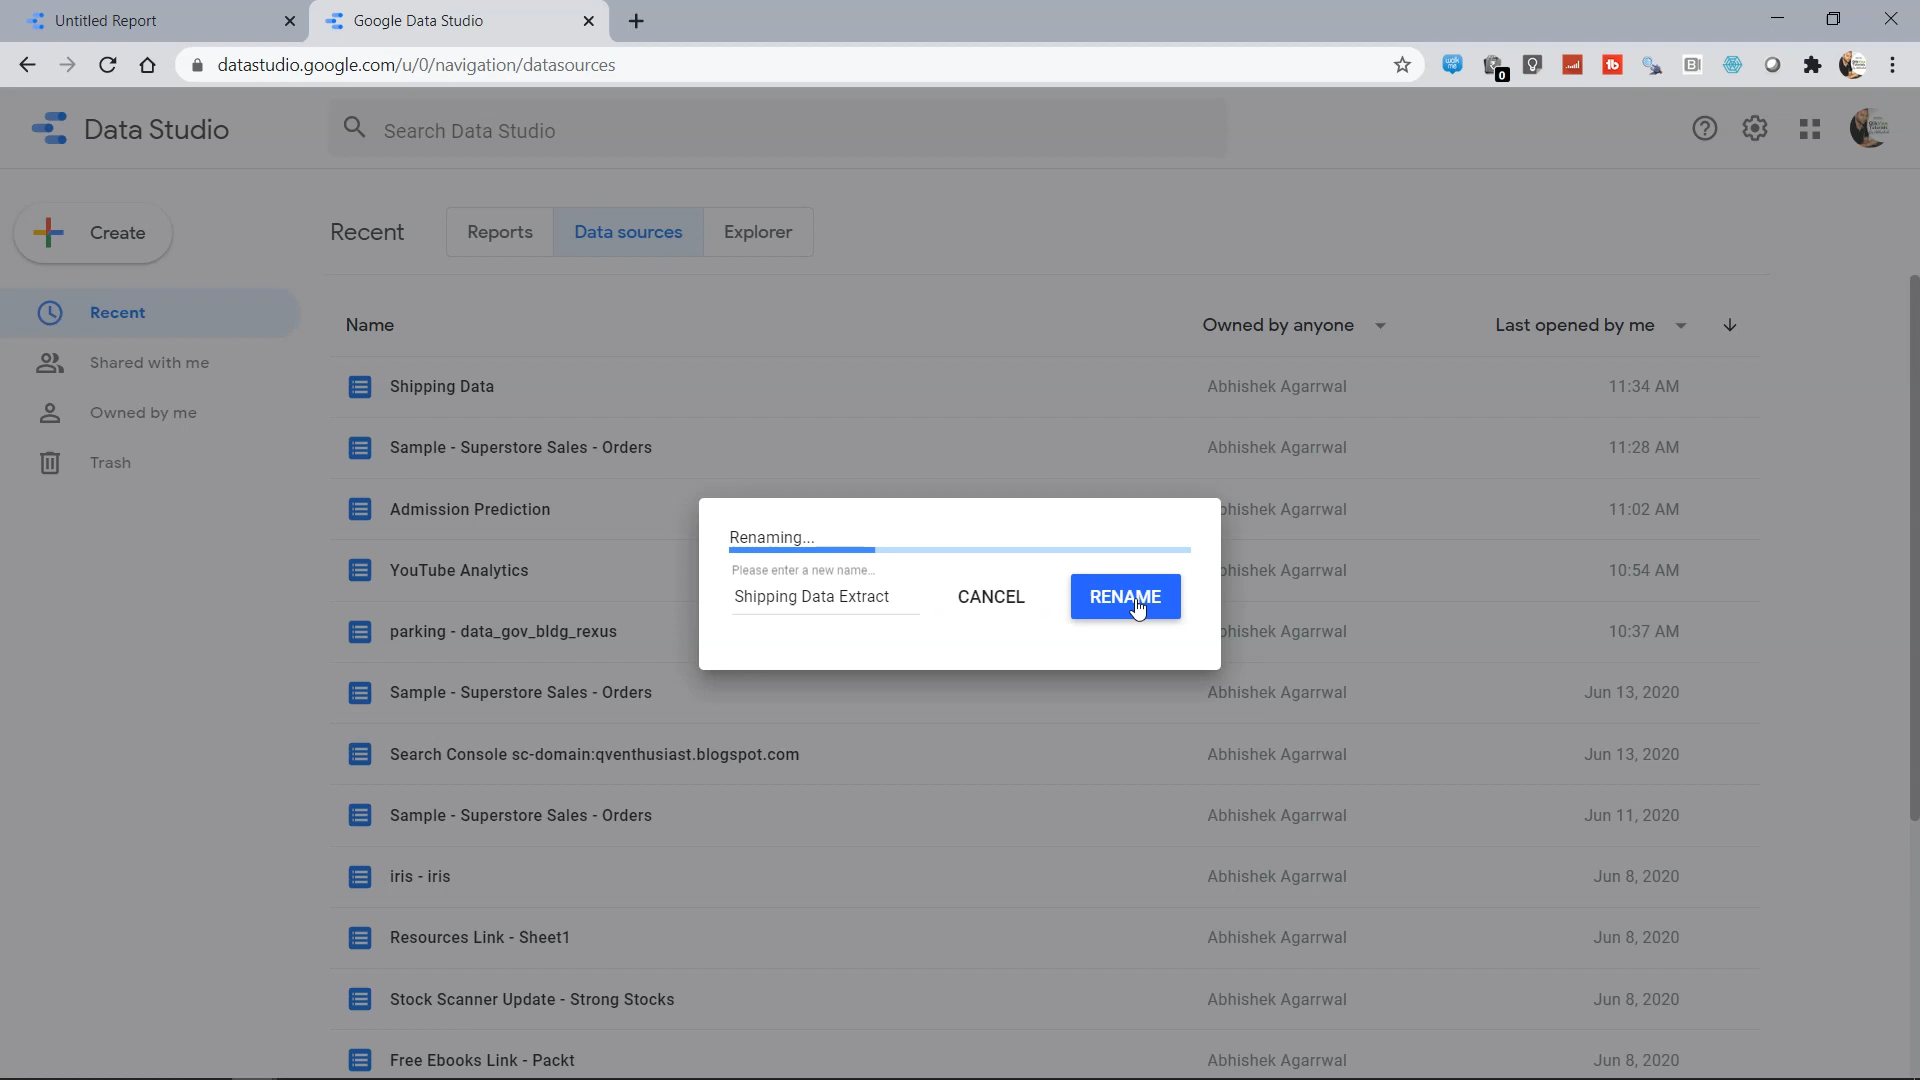 Untitled Report
Google Data Studio
datastudio.google.com/u/0/navigation/datasources
0
Data Studio
Search Data Studio
Create
Recent
Reports
Data sources
Explorer
Recent
Shared with me
Owned by me
Trash
Name
Owned by anyone
Last opened by me
Shipping Data
Abhishek Agarrwal
11:34 AM
Sample - Superstore Sales - Orders
Abhishek Agarrwal
11:28 AM
Admission Prediction
bhishek Agarrwal
11:02 AM
YouTube Analytics
bhishek Agarrwal
10:54 AM
parking - data_gov_bldg_rexus
bhishek Agarrwal
10:37 AM
Renaming...
Please enter a new name...
Shipping Data Extract
CANCEL
RENAME
Sample - Superstore Sales - Orders
Abhishek Agarrwal
Jun 13, 2020
Search Console sc-domain:qventhusiast.blogspot.com
Abhishek Agarrwal
Jun 13, 2020
Sample - Superstore Sales - Orders
Abhishek Agarrwal
Jun 11, 2020
iris - iris
Abhishek Agarrwal
Jun 8, 2020
Resources Link - Sheet1
Abhishek Agarrwal
Jun 8, 2020
Stock Scanner Update - Strong Stocks
Abhishek Agarrwal
Jun 8, 2020
Free Ebooks Link - Packt
Abhishek Agarrwal
Jun 8, 2020